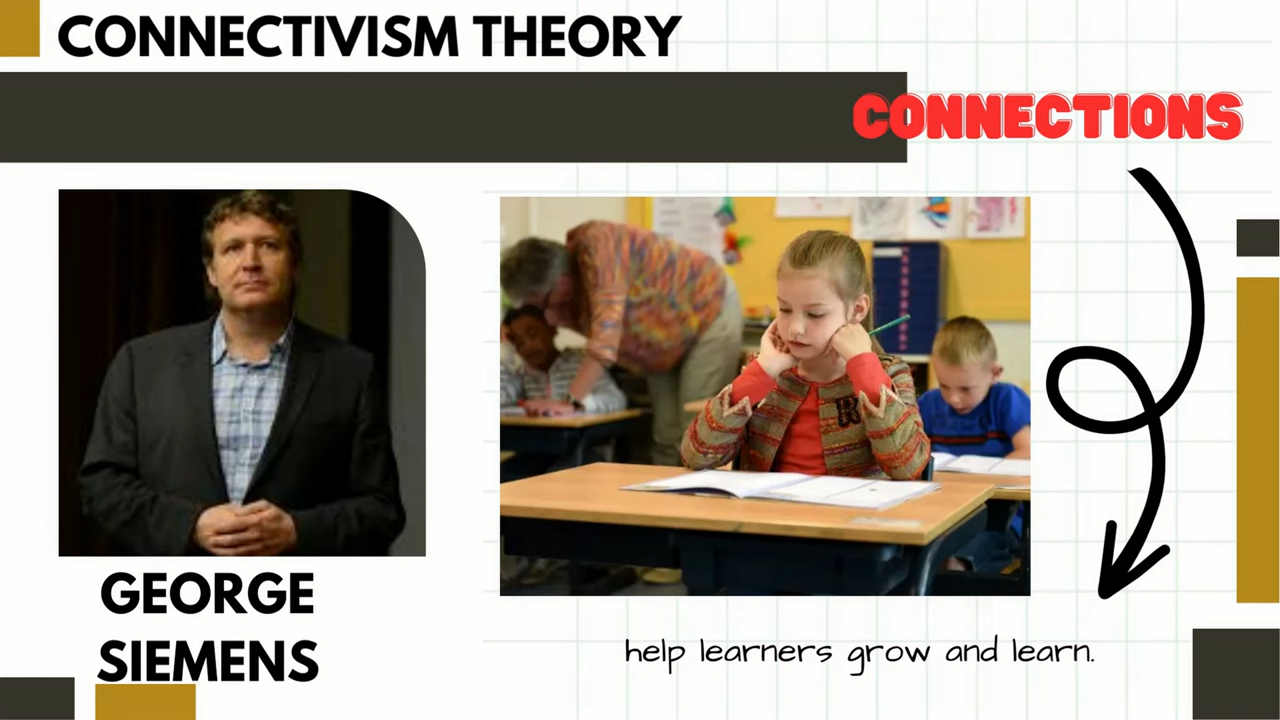 CONNECTIVISM THEORY
CONNECTIONS
R
GEORGE
SIEMENS
help learners grow and learn.